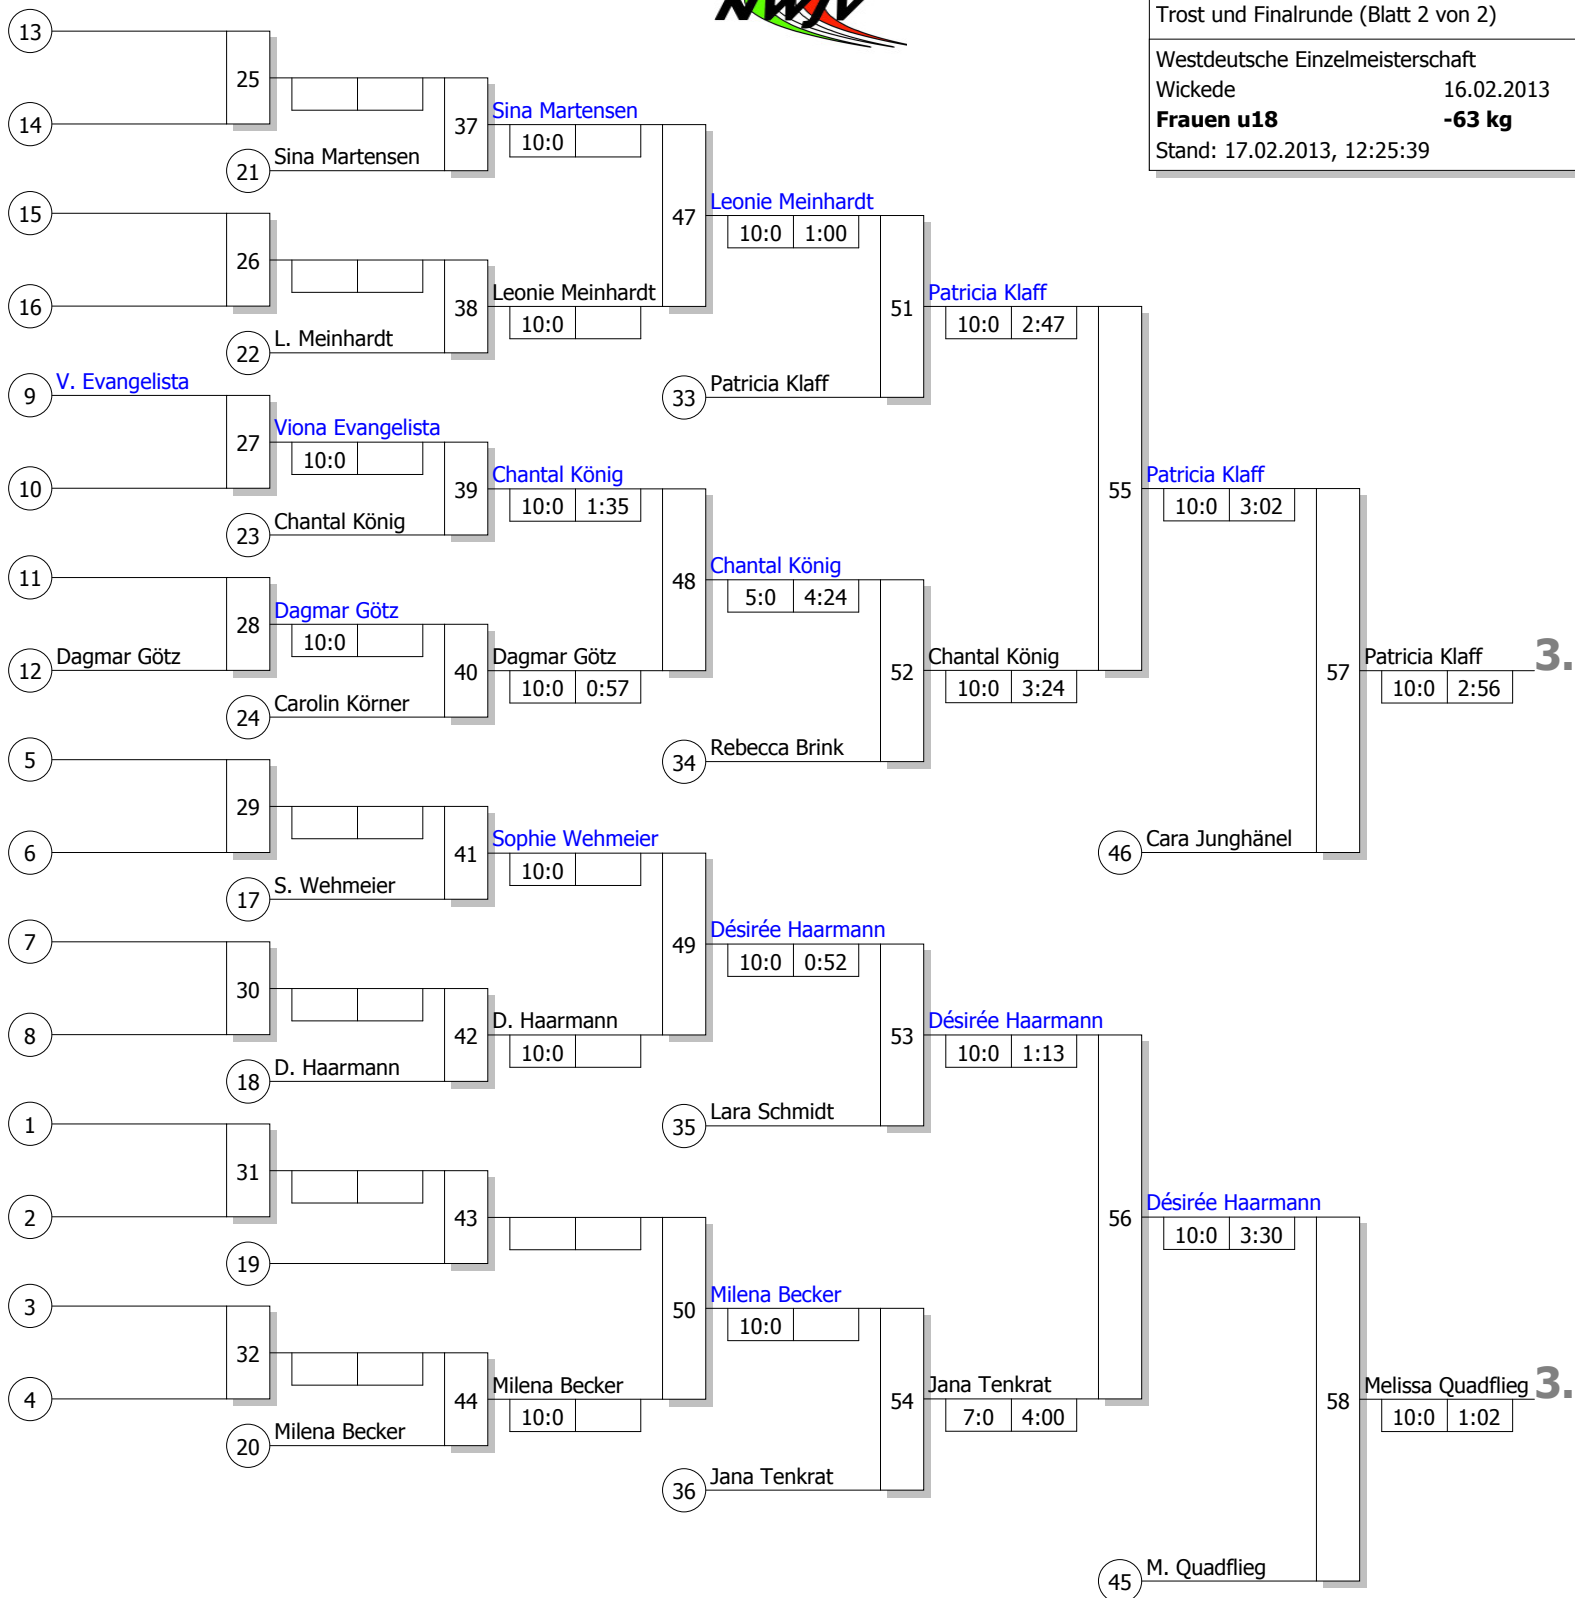 NWJV
Trost und Finalrunde (Blatt 2 von 2)
Westdeutsche Einzelmeisterschaft
Wickede 16.02.2013
Frauen u18 -63 kg
Stand: 17.02.2013, 12:25:39
13
25
14
37
Sina Martensen
10:0
21 Sina Martensen
15
47
Leonie Meinhardt
10:0 1:00
26
16
38
Leonie Meinhardt
10:0
22 L. Meinhardt
51
Patricia Klaff
10:0 2:47
9 V. Evangelista
33 Patricia Klaff
27
Viona Evangelista
10:0
10
39
Chantal König
10:0 1:35
55
Patricia Klaff
10:0 3:02
23 Chantal König
11
48
Chantal König
5:0 4:24
28
Dagmar Götz
10:0
12 Dagmar Götz
40
Dagmar Götz
10:0 0:57
52
Chantal König
10:0 3:24
57
Patricia Klaff 3.
10:0 2:56
24 Carolin Körner
5
34 Rebecca Brink
29
6
41
Sophie Wehmeier
10:0
46 Cara Junghänel
17 S. Wehmeier
7
49
Désirée Haarmann
10:0 0:52
30
8
42
D. Haarmann
10:0
53
Désirée Haarmann
10:0 1:13
18 D. Haarmann
1
35 Lara Schmidt
31
2
43
56
Désirée Haarmann
10:0 3:30
19
3
50
Milena Becker
10:0
32
4
44
Milena Becker
10:0
54
Jana Tenkrat
7:0 4:00
58
Melissa Quadflieg 3.
10:0 1:02
20 Milena Becker
36 Jana Tenkrat
45 M. Quadflieg